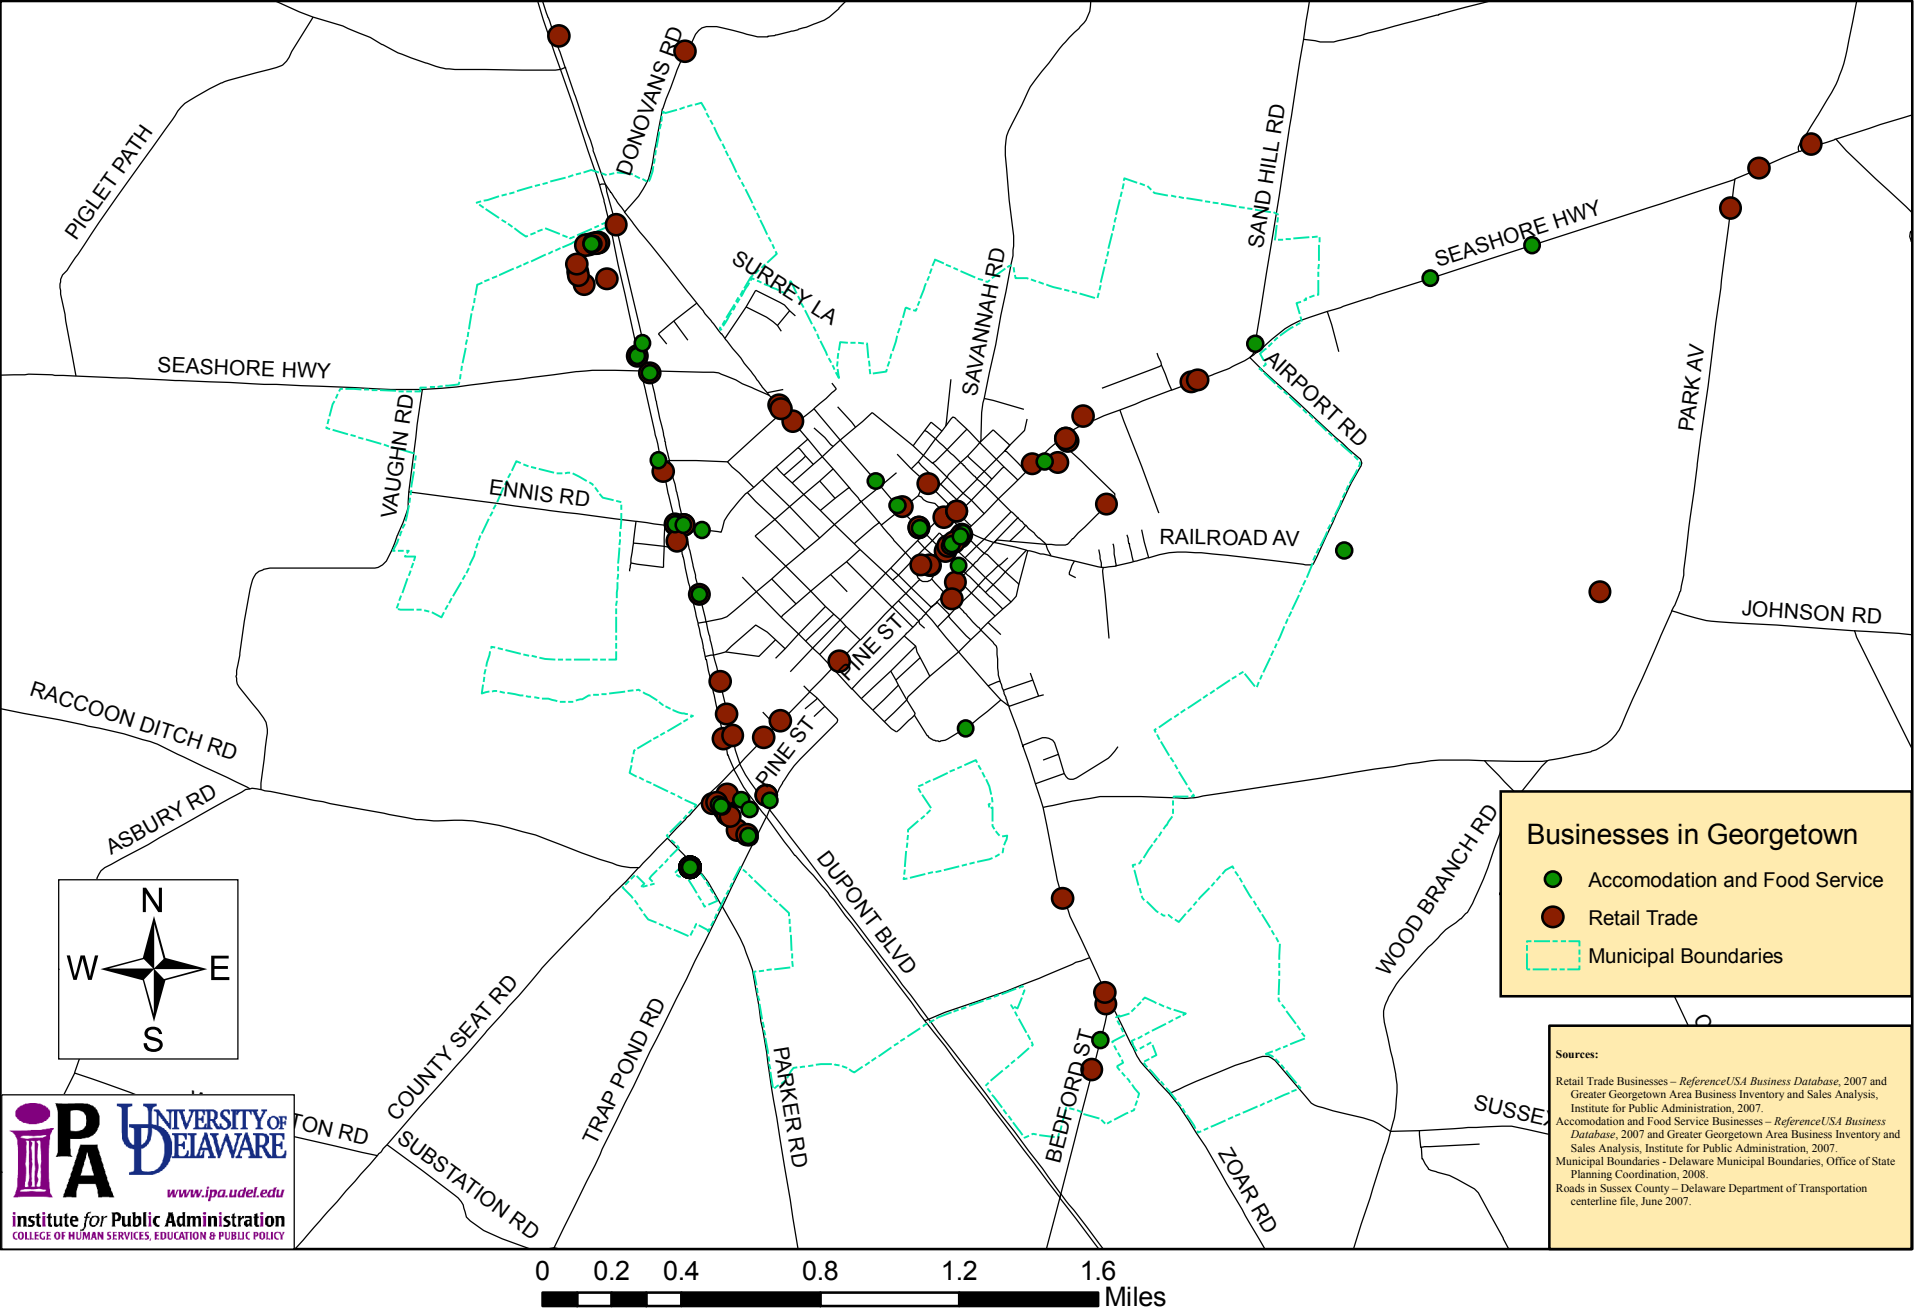 DONOVANS RD
PIGLET PATH
SAND HILL RD
SEASHORE HWY
SURREY LA
SAVANNAH RD
SEASHORE HWY
AIRPORT RD
PARK AV
VAUGHN RD
ENNIS RD
RAILROAD AV
JOHNSON RD
PINE ST
RACCOON DITCH RD
PINE ST
ASBURY RD
DUPONT BLVD
WOOD BRANCH RD
COUNTY SEAT RD
TRAP POND RD
PARKER RD
BEDFORD ST
ZOAR RD
SUSSEX
TON RD
SUBSTATION RD
N
W E
S
Businesses in Georgetown
Accomodation and Food Service
Retail Trade
Municipal Boundaries
Sources:
Retail Trade Businesses – ReferenceUSA Business Database, 2007 and
Greater Georgetown Area Business Inventory and Sales Analysis,
Institute for Public Administration, 2007.
Accomodation and Food Service Businesses – ReferenceUSA Business
Database, 2007 and Greater Georgetown Area Business Inventory and
Sales Analysis, Institute for Public Administration, 2007.
Municipal Boundaries - Delaware Municipal Boundaries, Office of State
Planning Coordination, 2008.
Roads in Sussex County – Delaware Department of Transportation
centerline file, June 2007.
iPA
UNIVERSITY OF
DELAWARE
www.ipa.udel.edu
institute for Public Administration
COLLEGE OF HUMAN SERVICES, EDUCATION & PUBLIC POLICY
0 0.2 0.4 0.8 1.2 1.6
Miles